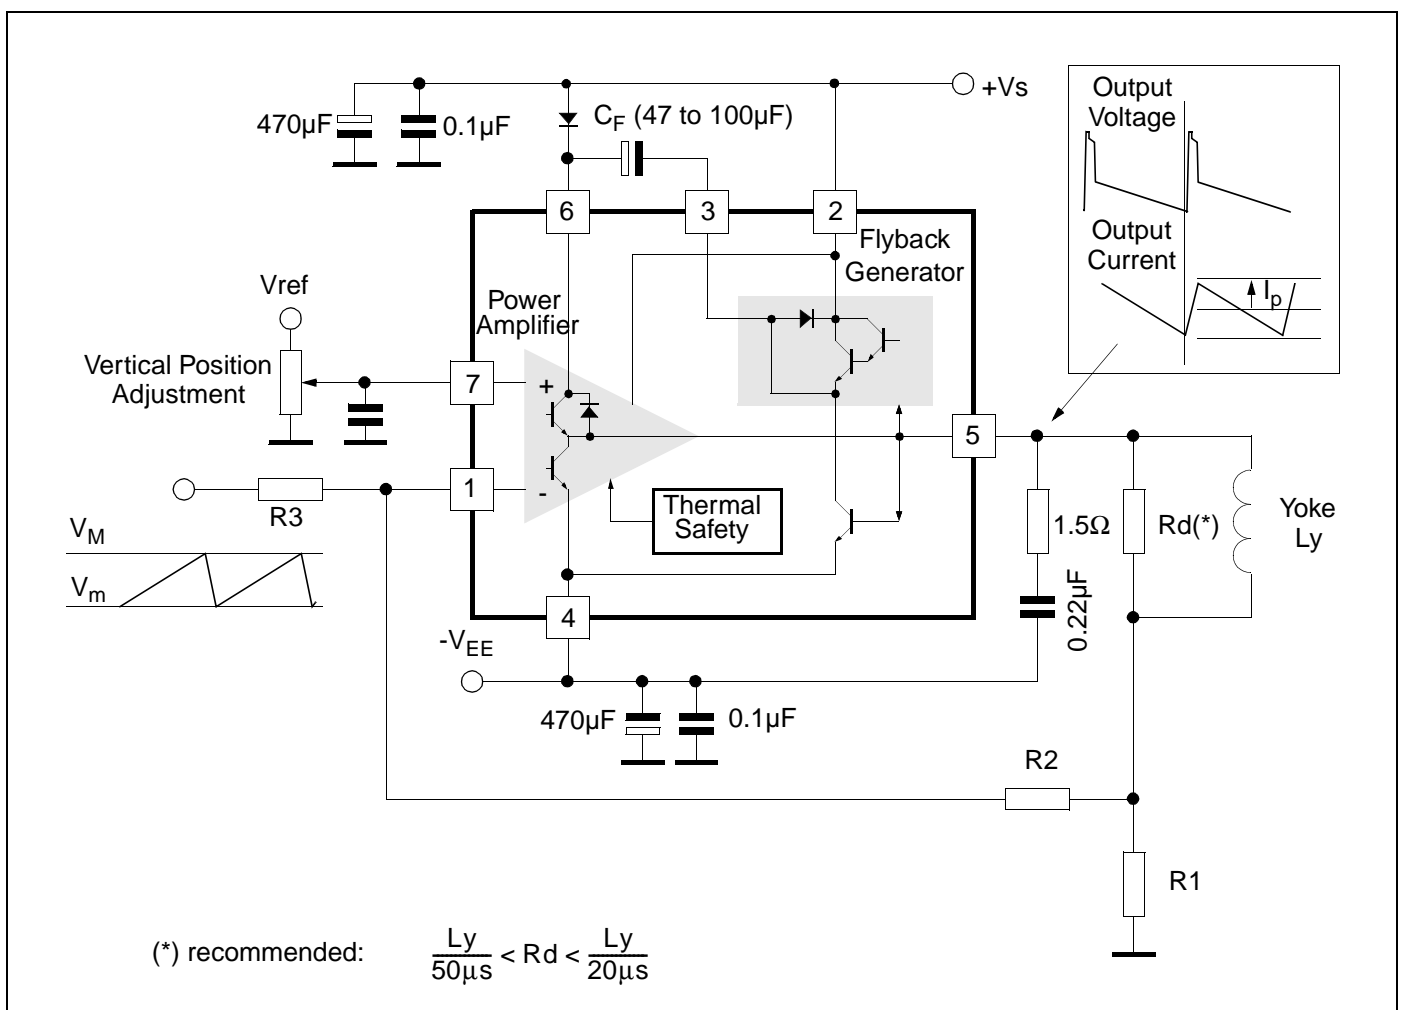 +Vs
470µF
0.1µF
C_F (47 to 100µF)
Output
Voltage
Output
Current
I_p
6
3
2
Flyback
Generator
Vref
Power
Amplifier
Vertical Position
Adjustment
7
+
5
1
-
R3
Thermal
Safety
V_M
V_m
1.5Ω
Rd(*)
Yoke
Ly
0.22µF
4
-V_EE
470µF
0.1µF
R2
R1
(*) recommended: Ly/50µs < Rd < Ly/20µs